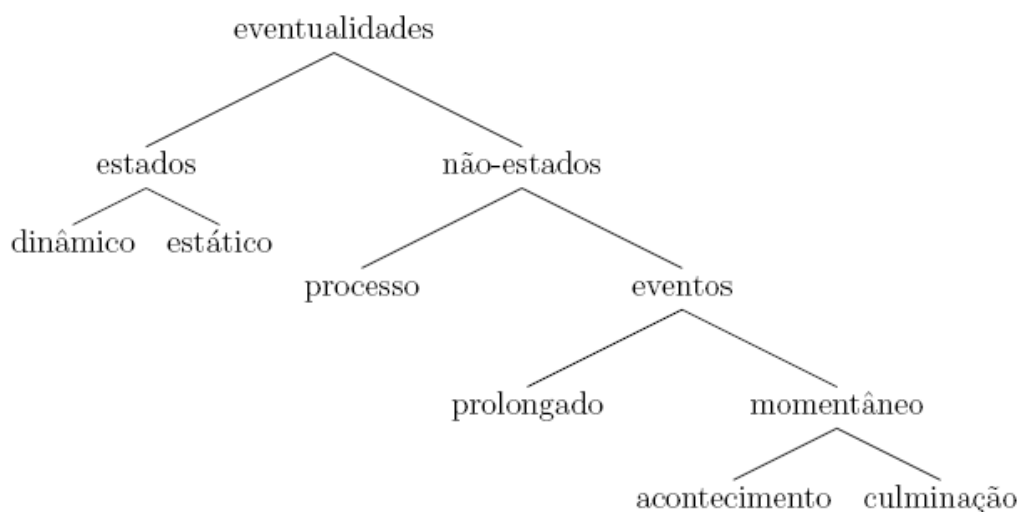 eventualidades
estados não-estados
dinâmico estático
processo eventos
prolongado momentâneo
acontecimento culminação